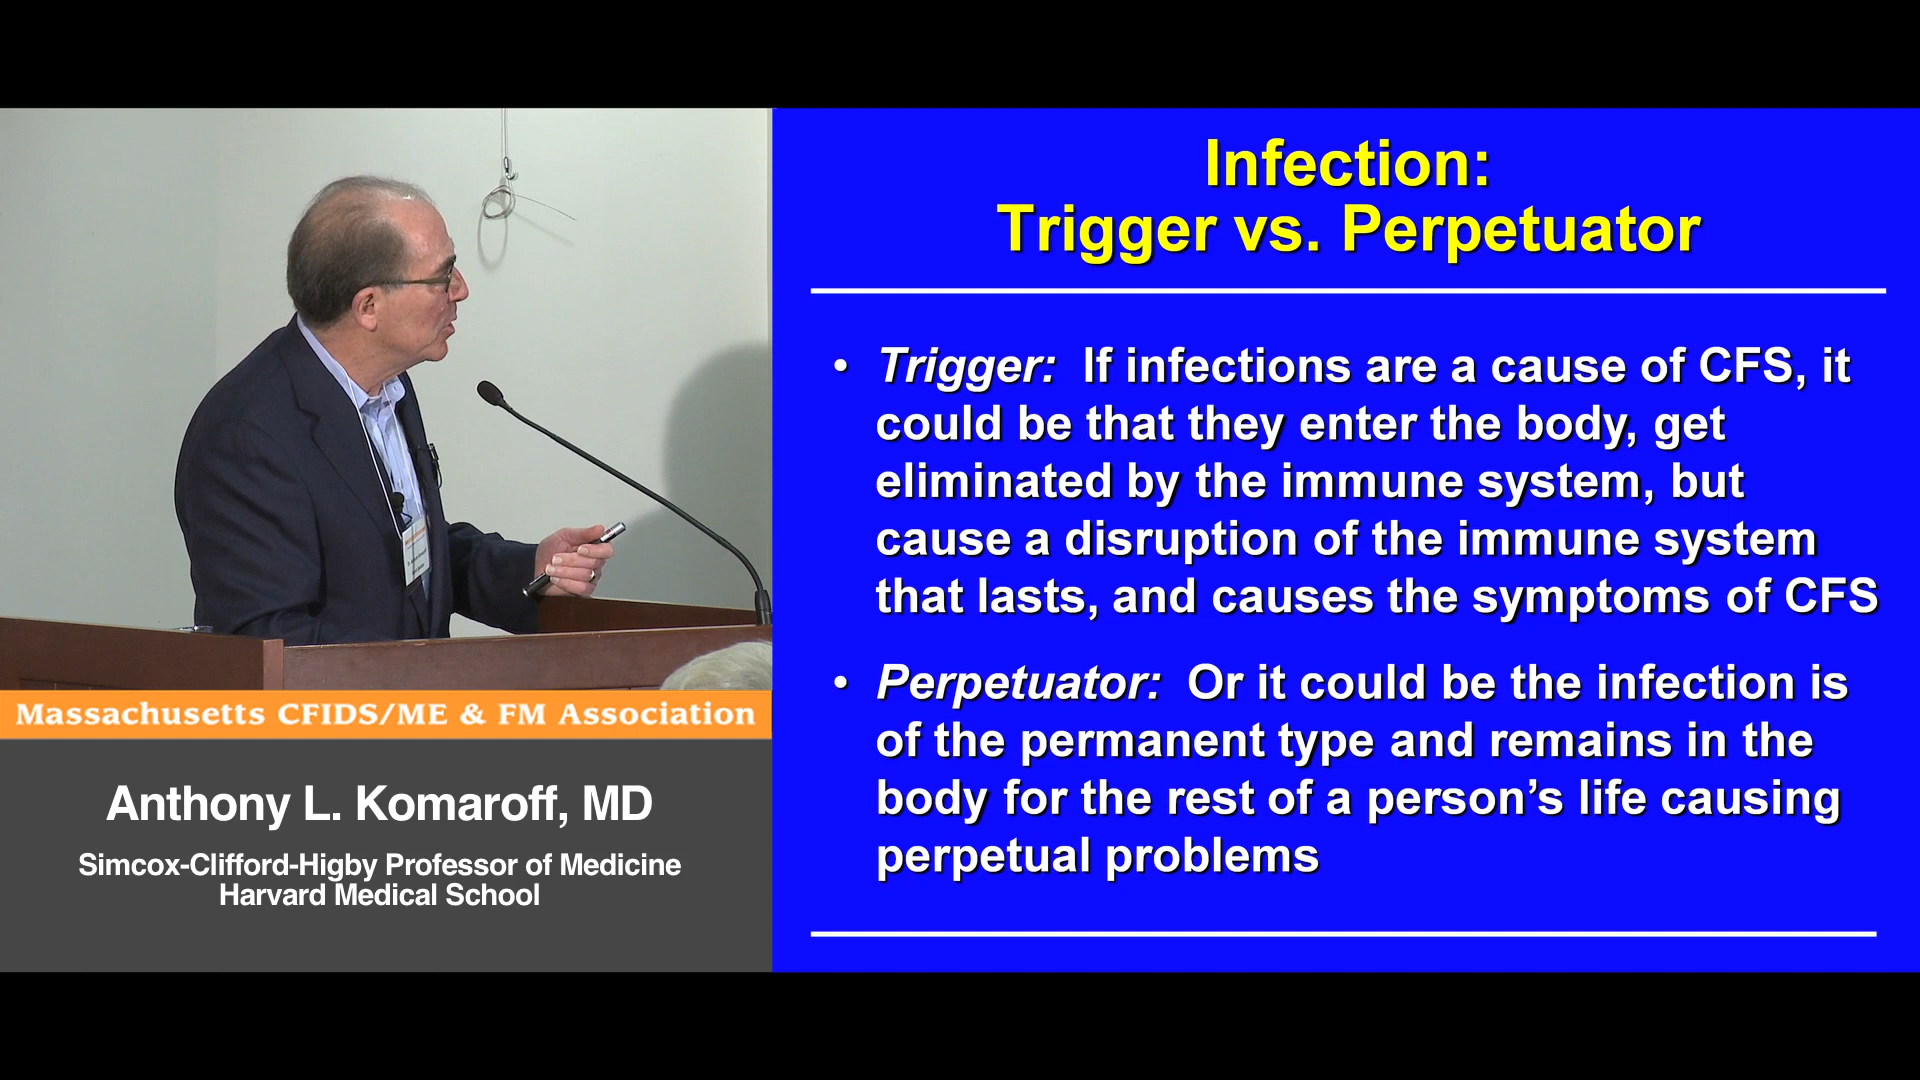 Infection:
Trigger vs. Perpetuator
• Trigger: If infections are a cause of CFS, it
could be that they enter the body, get
eliminated by the immune system, but
cause a disruption of the immune system
that lasts, and causes the symptoms of CFS
• Perpetuator: Or it could be the infection is
of the permanent type and remains in the
body for the rest of a person’s life causing
perpetual problems
Massachusetts CFIDS/ME & FM Association
Anthony L. Komaroff, MD
Simcox-Clifford-Higby Professor of Medicine
Harvard Medical School